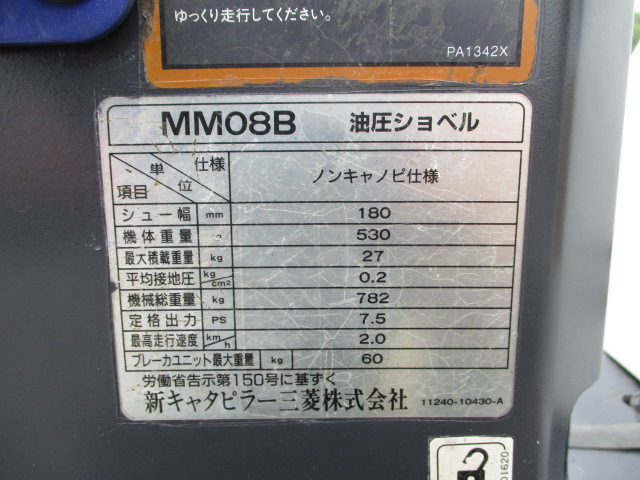 ゆっくり走行してください。
PA1342X
MM08B 油圧ショベル
単位 仕様
項目 ノンキャノピ仕様
シュー幅 mm 180
機体重量 530
最大積載重量 kg 27
平均接地圧 kg/cm2 0.2
機械総重量 kg 782
定格出力 PS 7.5
最高走行速度 km/h 2.0
ブレーカユニット最大重量 kg 60
労働省告示第150号に基ずく
新キャタピラー三菱株式会社 11240-10430-A
01620-